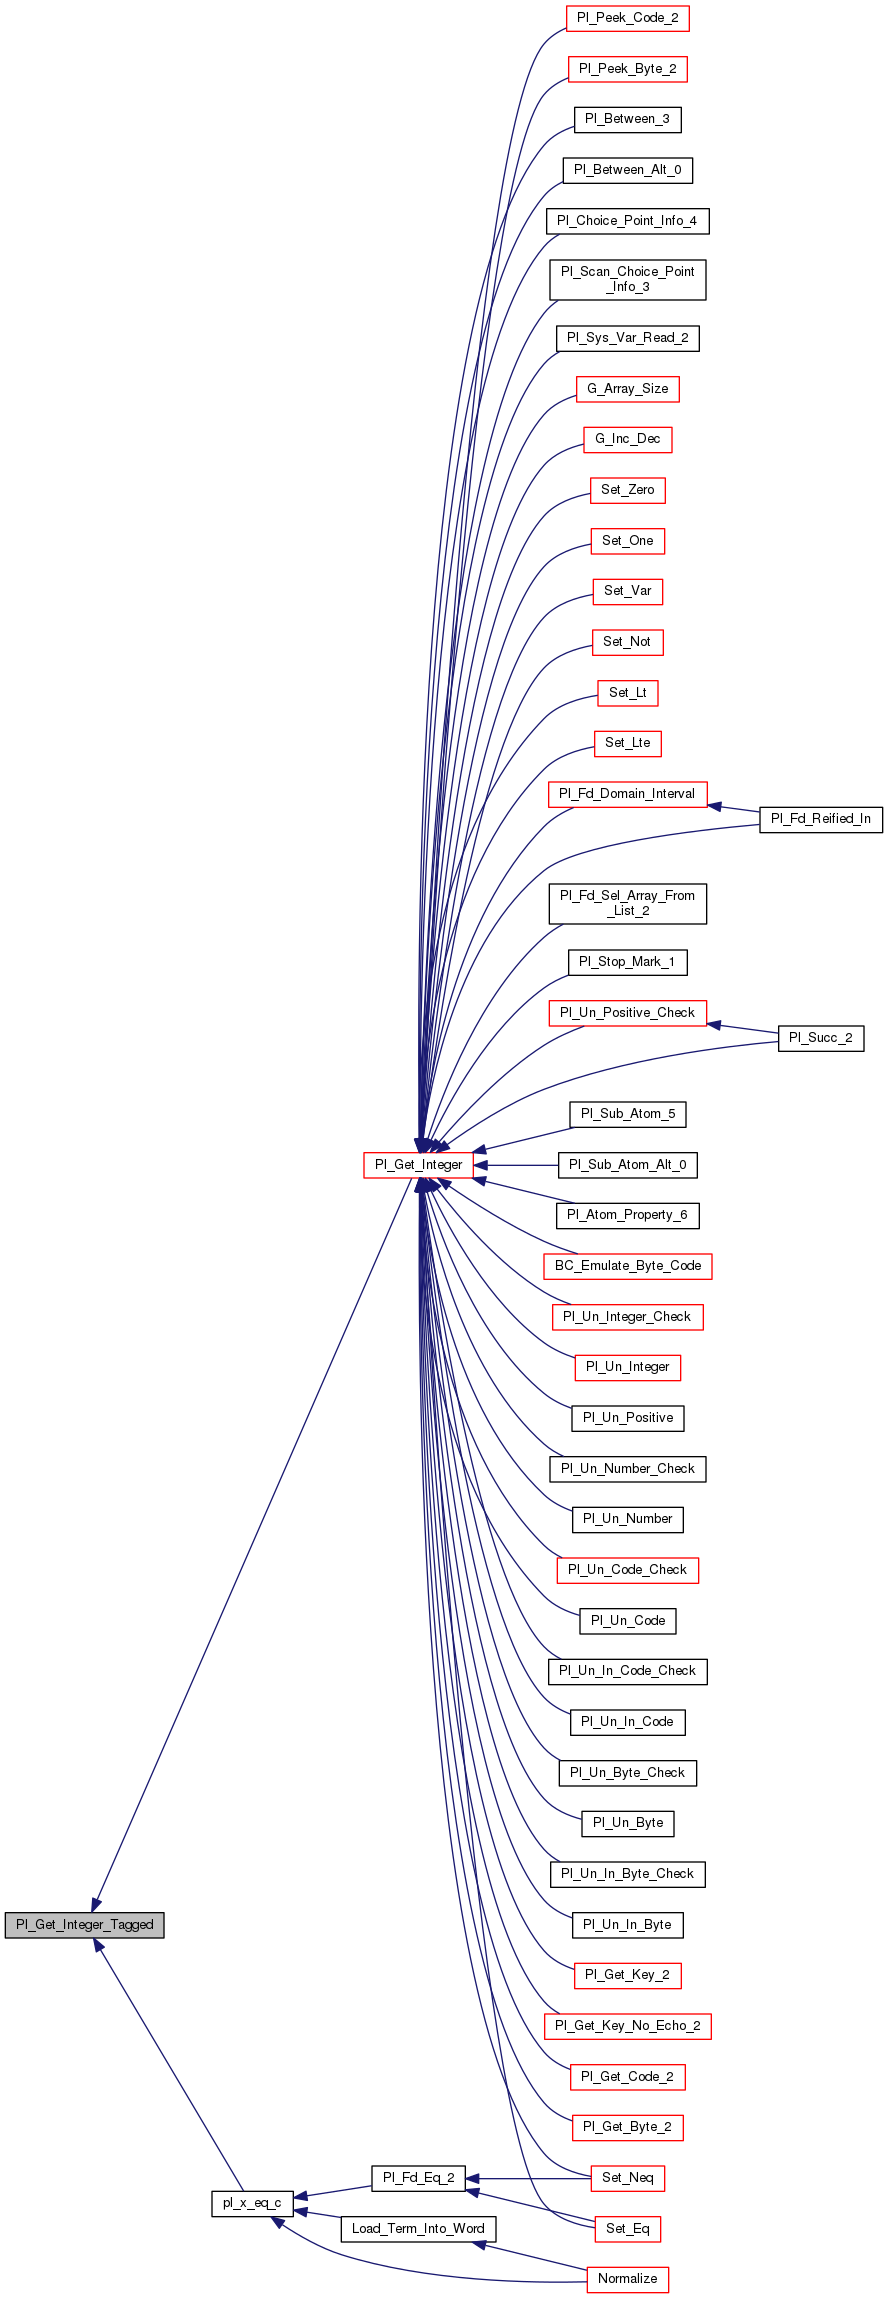 Pl_Peek_Code_2
Pl_Peek_Byte_2
Pl_Between_3
Pl_Between_Alt_0
Pl_Choice_Point_Info_4
Pl_Scan_Choice_Point
_Info_3
Pl_Sys_Var_Read_2
G_Array_Size
G_Inc_Dec
Set_Zero
Set_One
Set_Var
Set_Not
Set_Lt
Set_Lte
Pl_Fd_Domain_Interval
Pl_Fd_Reified_In
Pl_Fd_Sel_Array_From
_List_2
Pl_Stop_Mark_1
Pl_Un_Positive_Check
Pl_Succ_2
Pl_Sub_Atom_5
Pl_Get_Integer
Pl_Sub_Atom_Alt_0
Pl_Atom_Property_6
BC_Emulate_Byte_Code
Pl_Un_Integer_Check
Pl_Un_Integer
Pl_Un_Positive
Pl_Un_Number_Check
Pl_Un_Number
Pl_Un_Code_Check
Pl_Un_Code
Pl_Un_In_Code_Check
Pl_Un_In_Code
Pl_Un_Byte_Check
Pl_Un_Byte
Pl_Un_In_Byte_Check
Pl_Get_Integer_Tagged
Pl_Un_In_Byte
Pl_Get_Key_2
Pl_Get_Key_No_Echo_2
Pl_Get_Code_2
Pl_Get_Byte_2
Pl_Fd_Eq_2
Set_Neq
pl_x_eq_c
Load_Term_Into_Word
Set_Eq
Normalize